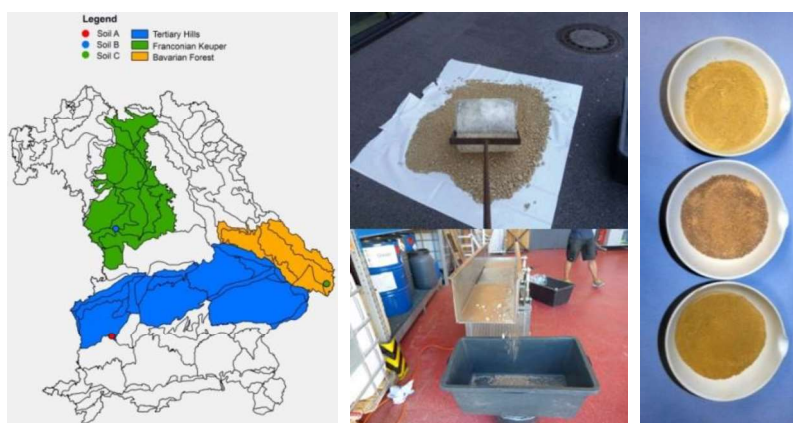 Legend
Soil A
Soil B
Soil C
Tertiary Hills
Franconian Keuper
Bavarian Forest